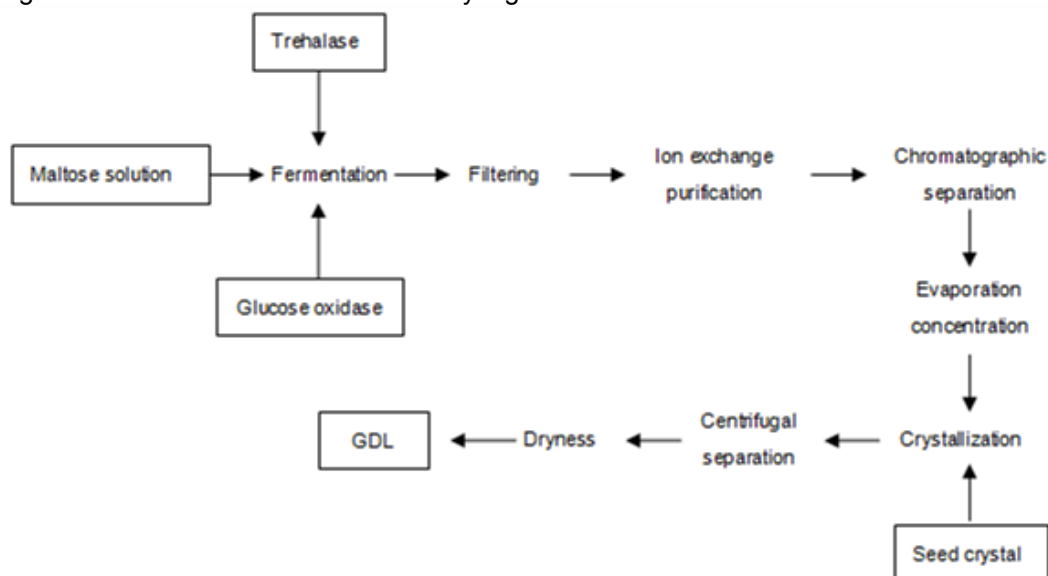 Trehalase
Maltose solution
Fermentation
Filtering
Ion exchange
purification
Chromatographic
separation
Glucose oxidase
Evaporation
concentration
GDL
Dryness
Centrifugal
separation
Crystallization
Seed crystal